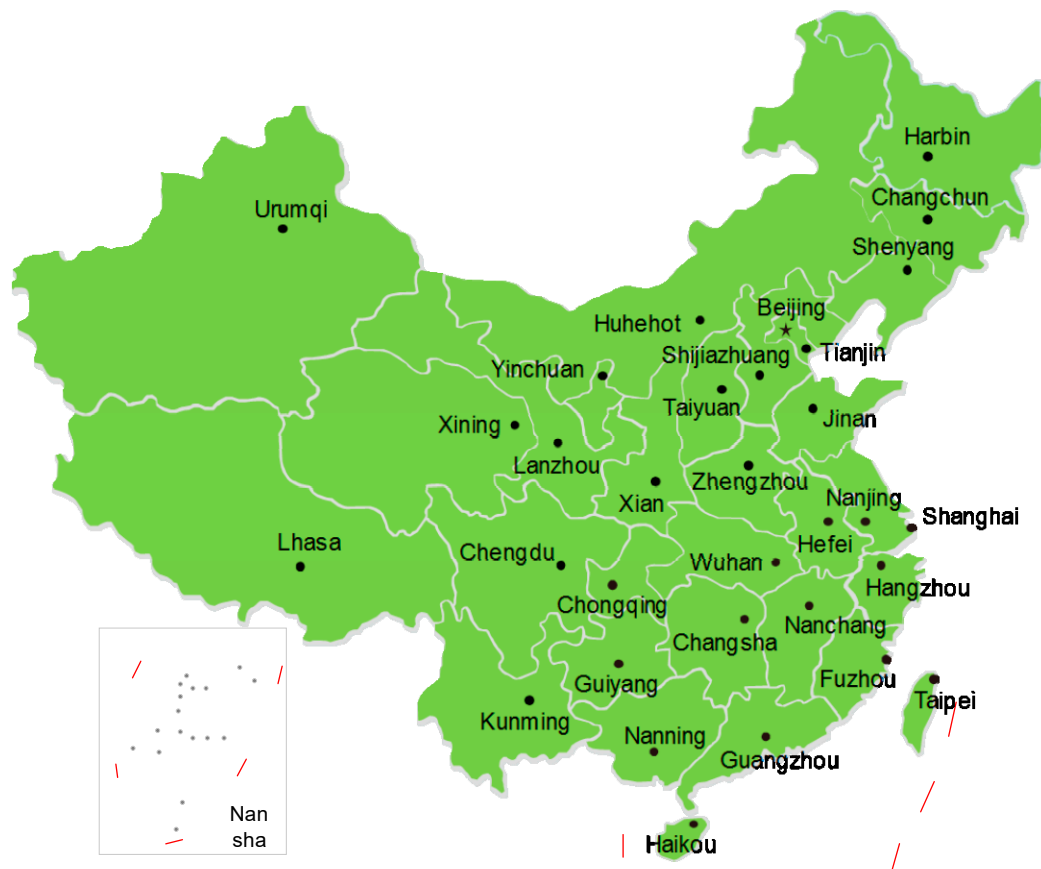 Harbin
Changchun
Urumqi
Shenyang
Beijing
Huhehot
Shijiazhuang
Tianjin
Yinchuan
Taiyuan
Jinan
Xining
Lanzhou
Zhengzhou
Xian
Nanjing
Shanghai
Lhasa
Chengdu
Hefei
Wuhan
Hangzhou
Chongqing
Nanchang
Changsha
Guiyang
Fuzhou
Taipei
Kunming
Nanning
Guangzhou
Nan
sha
Haikou